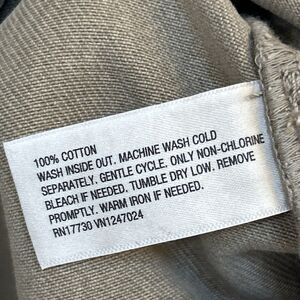 100% COTTON
WASH INSIDE OUT. MACHINE WASH COLD
SEPARATELY. GENTLE CYCLE. ONLY NON-CHLORINE
BLEACH IF NEEDED. TUMBLE DRY LOW. REMOVE
PROMPTLY. WARM IRON IF NEEDED.
RN17730 VN1247024